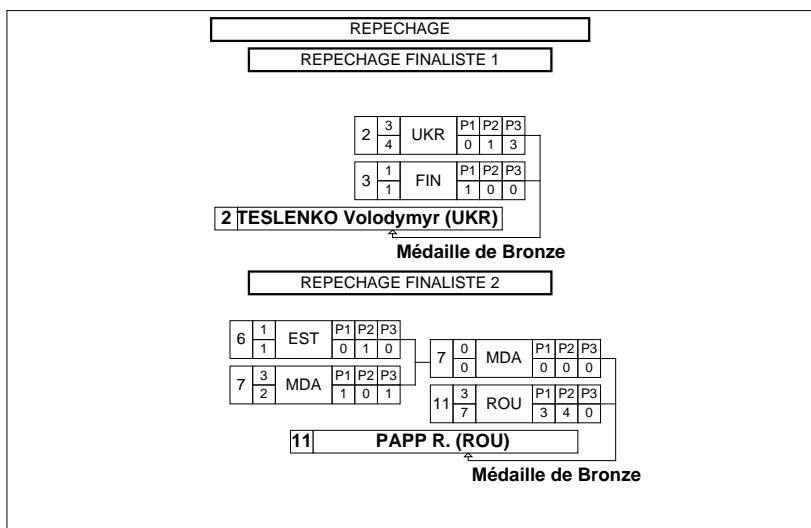 REPECHAGE
REPECHAGE FINALISTE 1
2 3 UKR P1 P2 P3
4 0 1 3
3 1 FIN P1 P2 P3
1 1 0 0
2 TESLENKO Volodymyr (UKR)
Médaille de Bronze
REPECHAGE FINALISTE 2
6 1 EST P1 P2 P3
1 0 1 0
7 3 MDA P1 P2 P3
2 1 0 1
7 0 MDA P1 P2 P3
0 0 0 0
11 3 ROU P1 P2 P3
7 3 4 0
11 PAPP R. (ROU)
Médaille de Bronze